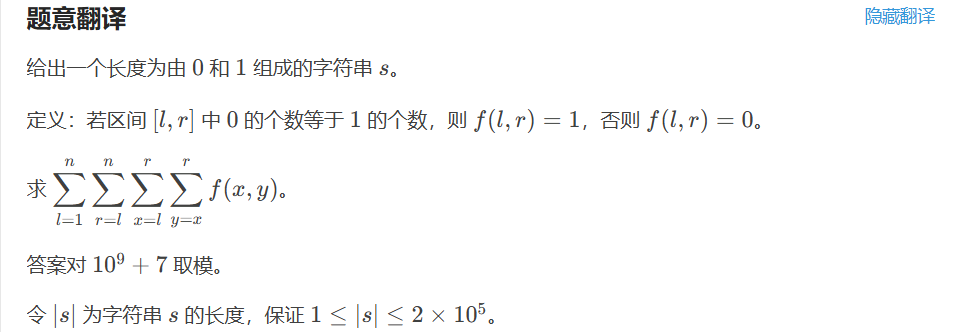 题意翻译 隐藏翻译
给出一个长度为由 0 和 1 组成的字符串 s。
定义：若区间 [l, r] 中 0 的个数等于 1 的个数，则 f(l, r) = 1，否则 f(l, r) = 0。
求 \sum_{l=1}^{n} \sum_{r=l}^{n} \sum_{x=l}^{r} \sum_{y=x}^{r} f(x, y)。
答案对 10^9 + 7 取模。
令 |s| 为字符串 s 的长度，保证 1 ≤ |s| ≤ 2 × 10^5。